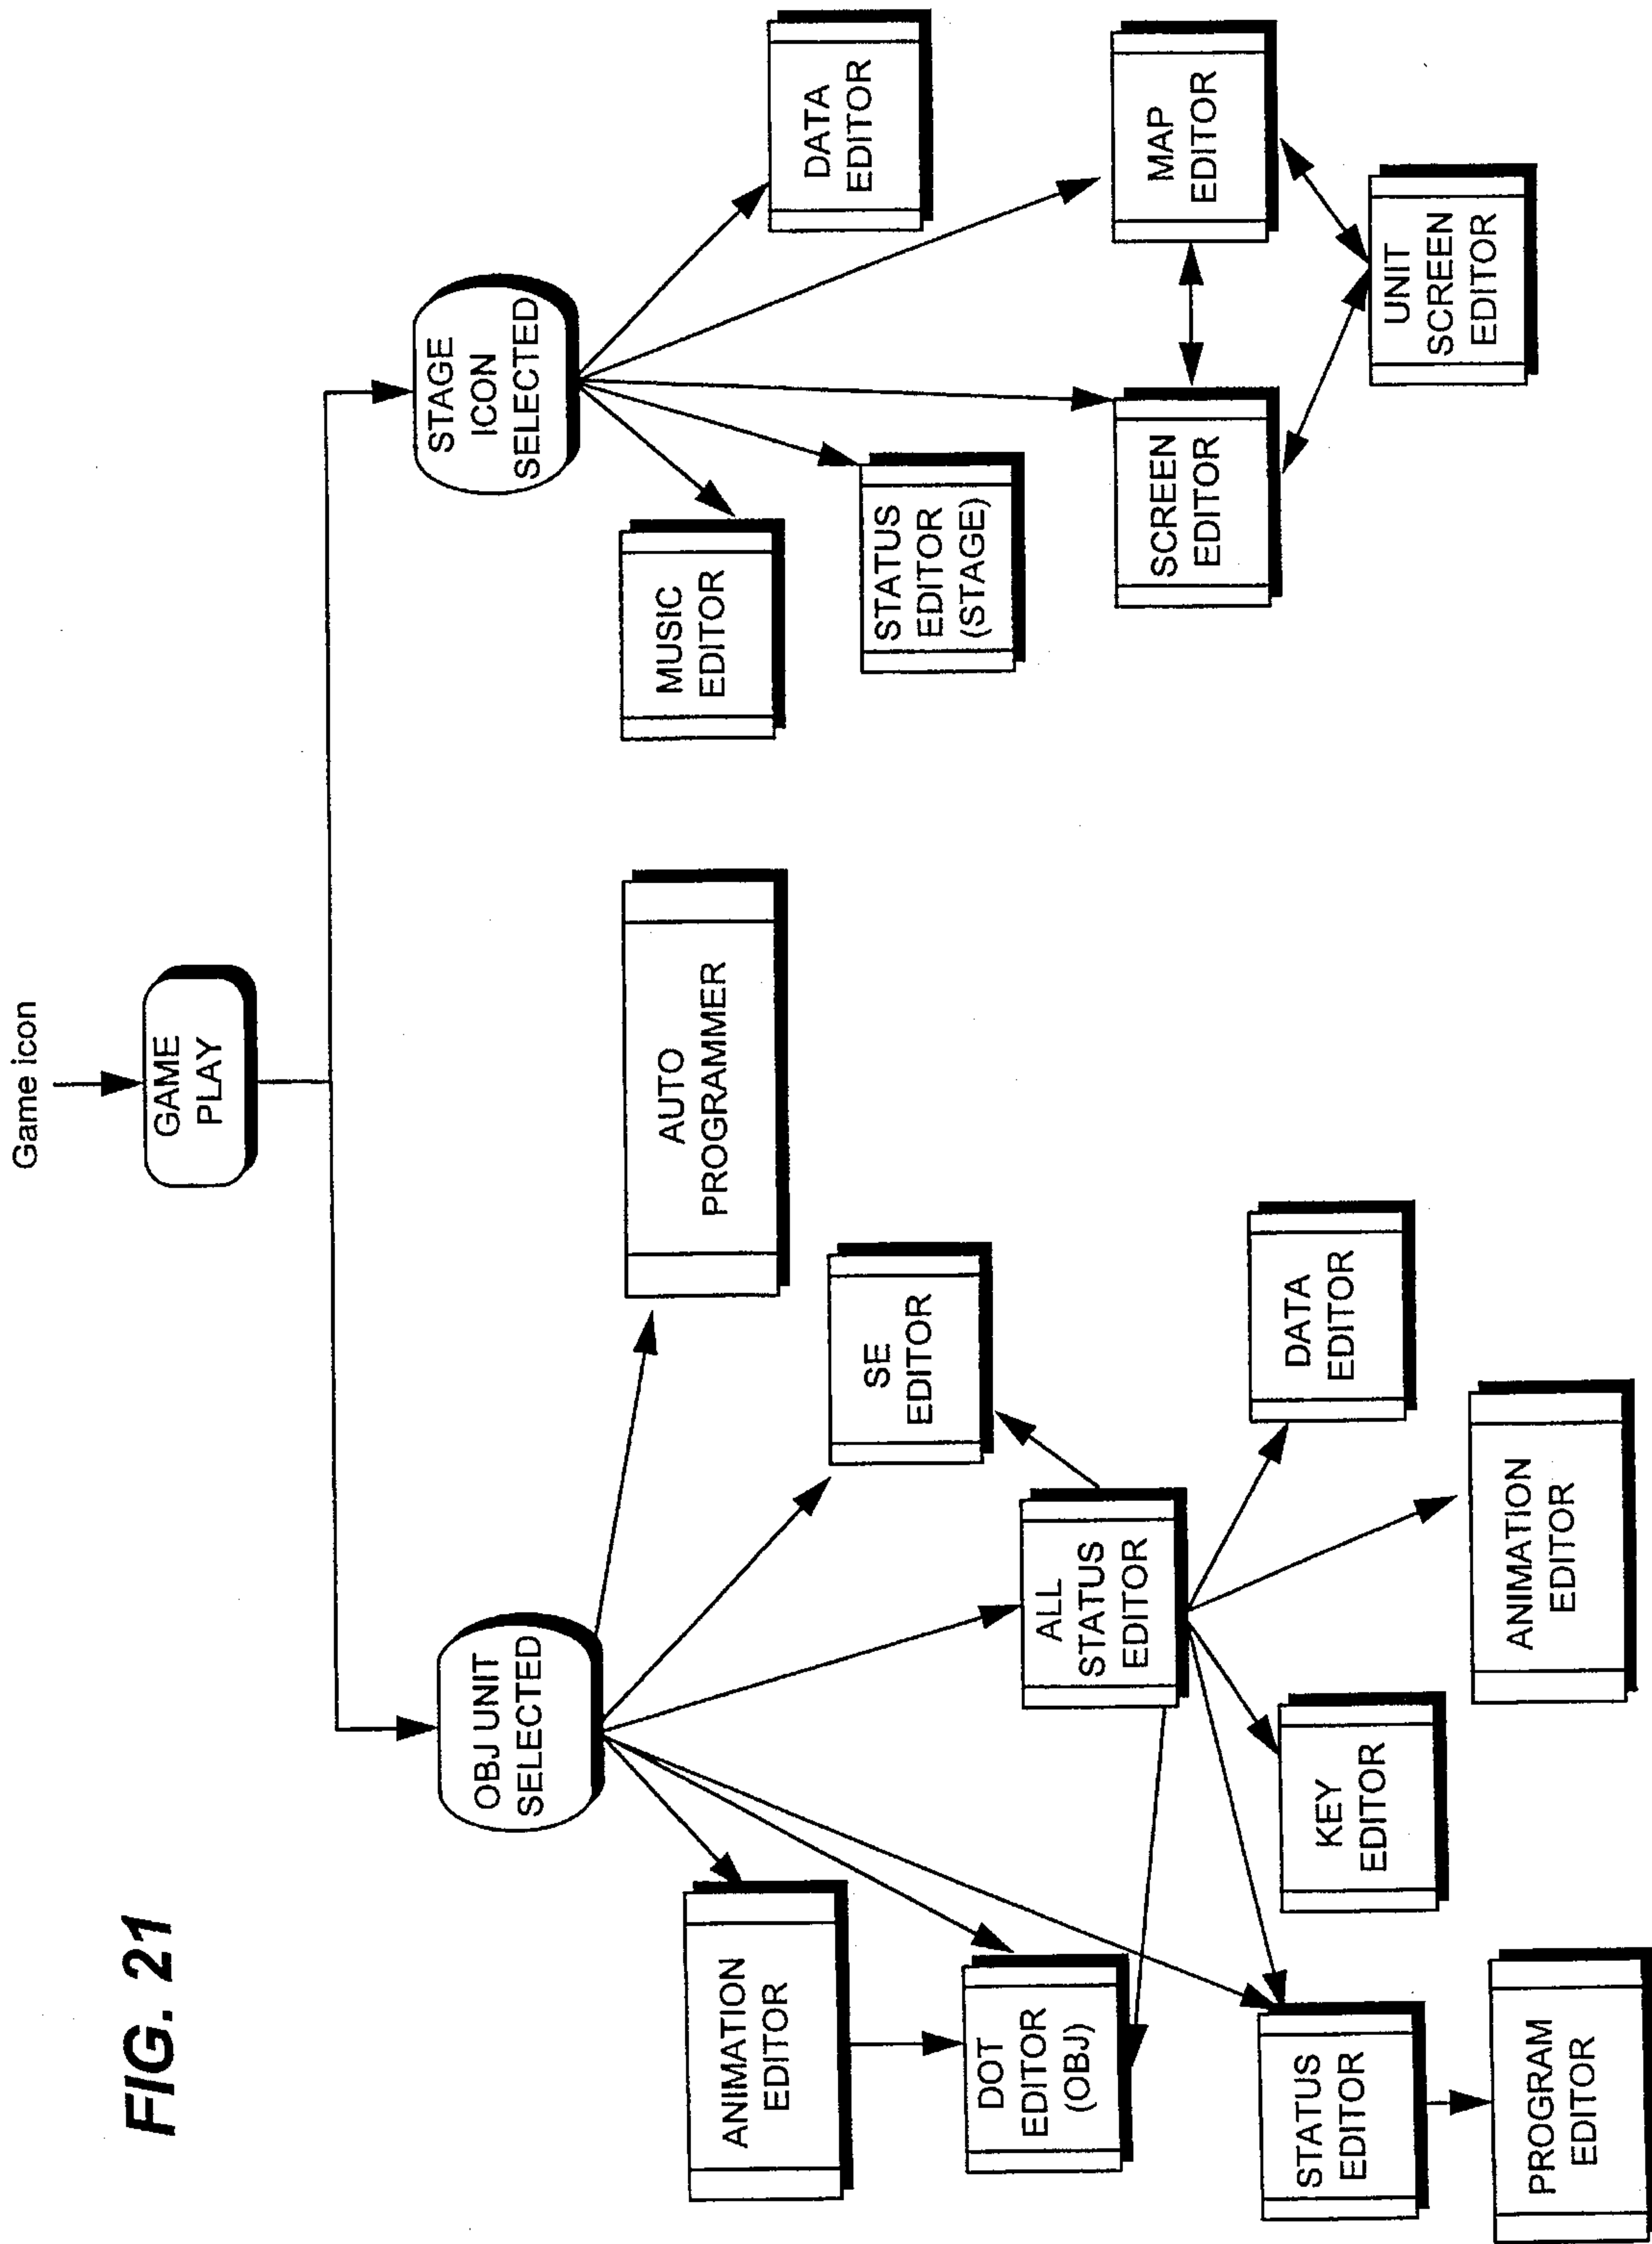 FIG. 21
Game icon
GAME
PLAY
OBJ UNIT
SELECTED
STAGE
ICON
SELECTED
ANIMATION
EDITOR
AUTO
PROGRAMMER
MUSIC
EDITOR
DATA
EDITOR
SE
EDITOR
STATUS
EDITOR
(STAGE)
DOT
EDITOR
(OBJ)
ALL
STATUS
EDITOR
SCREEN
EDITOR
MAP
EDITOR
STATUS
EDITOR
KEY
EDITOR
DATA
EDITOR
UNIT
SCREEN
EDITOR
PROGRAM
EDITOR
ANIMATION
EDITOR